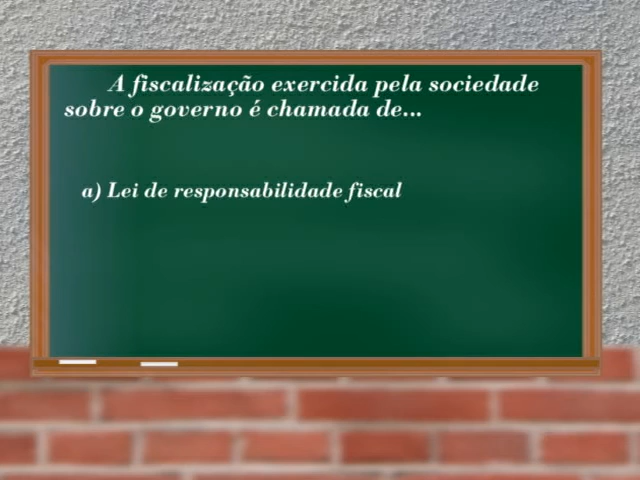 A fiscalização exercida pela sociedade
sobre o governo é chamada de...
a) Lei de responsabilidade fiscal